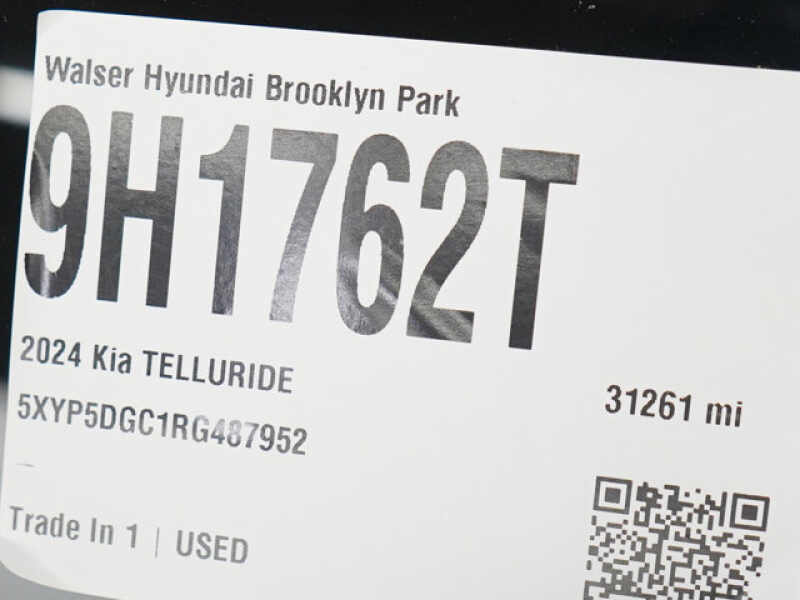 Walser Hyundai Brooklyn Park
9H1762T
2024 Kia TELLURIDE
31261 mi
5XYP5DGC1RG487952
Trade In 1 | USED